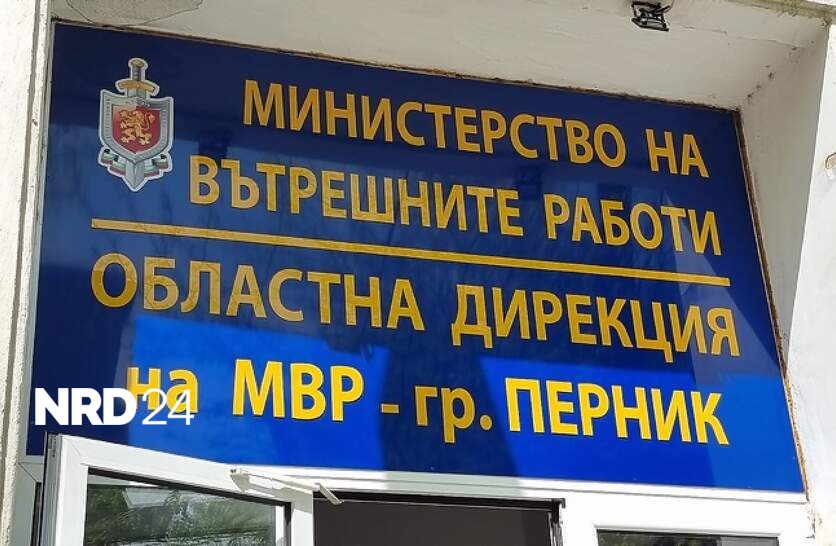 МИНИСТЕРСТВО НА
ВЪТРЕШНИТЕ РАБОТИ
ОБЛАСТНА ДИРЕКЦИЯ
на МВР - гр. ПЕРНИК
NRD24